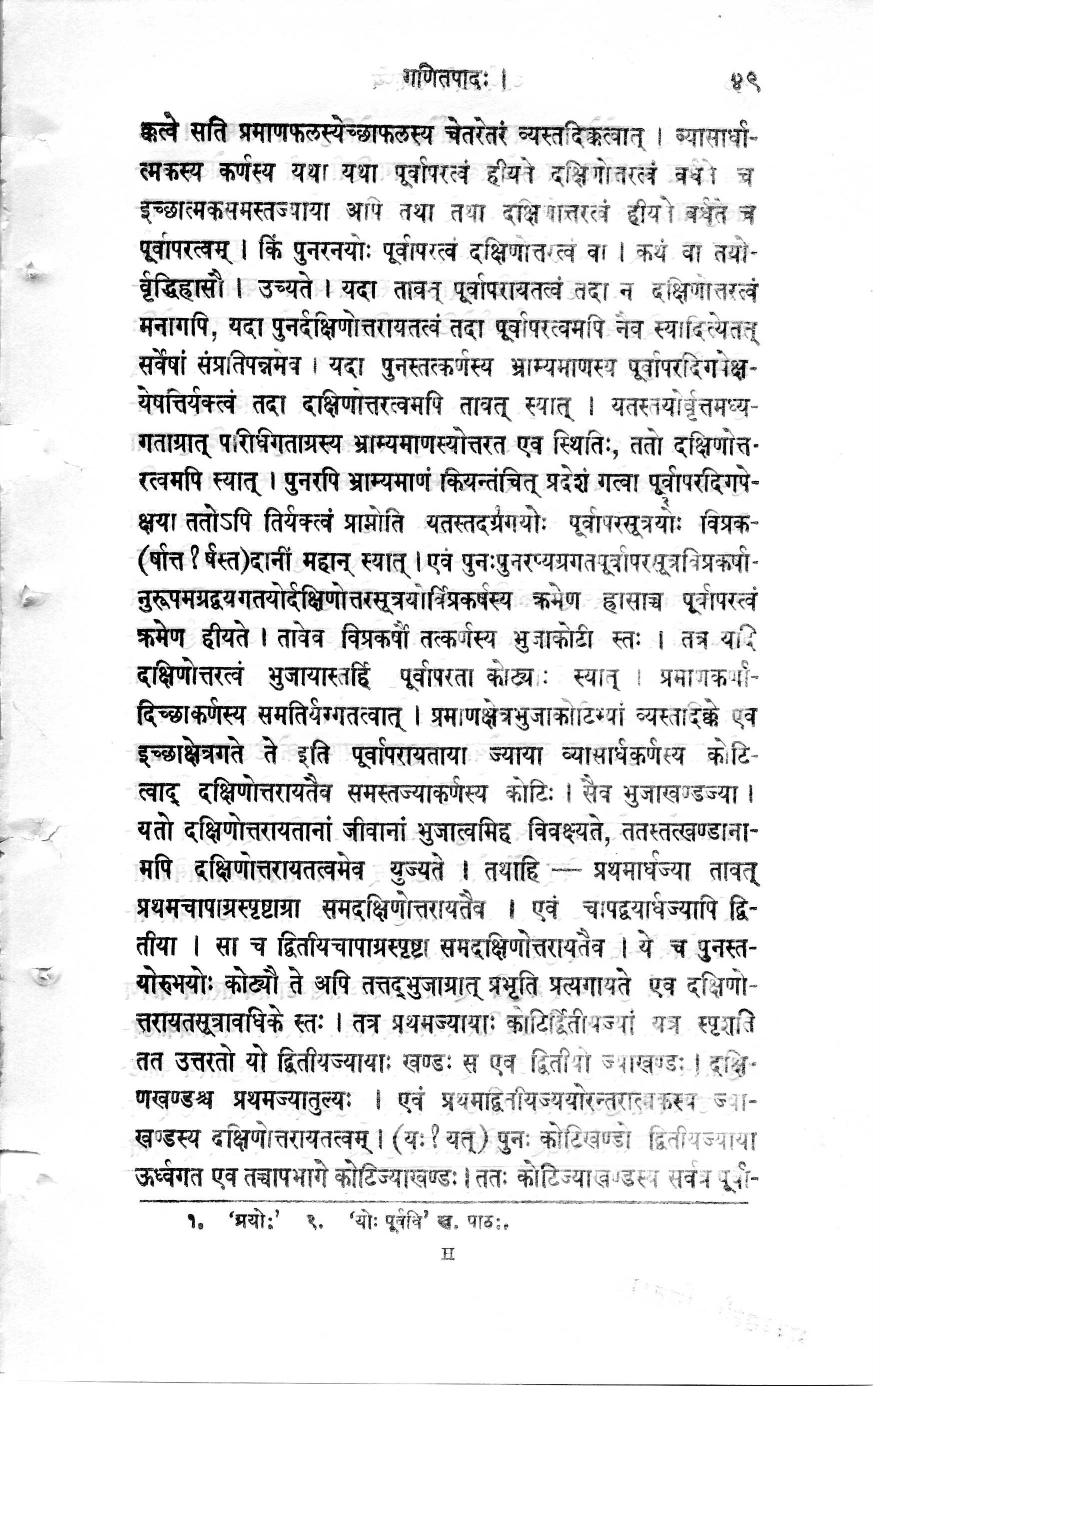 गणितपादः । ४९
क्कत्वे सति प्रमाणफलस्येच्छाफलस्य चेतरेतरं व्यस्तदिक्कत्वात् । व्यासार्धा-
त्मकस्य कर्णस्य यथा यथा पूर्वापरत्वं हीयते दक्षिणोत्तरत्वं वर्धते च
इच्छात्मकसमस्तज्याया अपि तथा तथा दक्षिणोत्तरत्वं हीयते वर्धते च
पूर्वापरत्वम् । किं पुनरनयोः पूर्वापरत्वं दक्षिणोत्तरत्वं वा । कथं वा तयो-
र्वृद्धिह्रासौ । उच्यते । यदा तावत् पूर्वापरायतत्वं तदा न दक्षिणोत्तरत्वं
मनागपि, यदा पुनर्दक्षिणोत्तरायतत्वं तदा पूर्वापरत्वमपि नैव स्यादित्येतत्
सर्वेषां संप्रतिपन्नमेव । यदा पुनस्तत्कर्णस्य भ्राम्यमाणस्य पूर्वापरदिगपेक्ष-
येषत्तिर्यक्त्वं तदा दक्षिणोत्तरत्वमपि तावत् स्यात् । यतस्तयोर्वृत्तमध्य-
गताग्रात् परिधिगताग्रस्य भ्राम्यमाणस्योत्तरत एव स्थितिः, ततो दक्षिणोत्त-
रत्वमपि स्यात् । पुनरपि भ्राम्यमाणं कियन्तंचित् प्रदेशं गत्वा पूर्वापरदिगपे-
क्षया ततोऽपि तिर्यक्त्वं प्राप्नोति यतस्तदग्रगयोः पूर्वापरसूत्रयोः विप्रक-
(र्षात्त ? र्षस्त)दानीं महान् स्यात् । एवं पुनःपुनरप्यग्रगतपूर्वापरसूत्रविप्रकर्षा-
नुरूपमग्रद्वयगतयोर्दक्षिणोत्तरसूत्रयोर्विप्रकर्षस्य क्रमेण ह्रासाच्च पूर्वापरत्वं
क्रमेण हीयते । तावेव विप्रकर्षौ तत्कर्णस्य भुजाकोटी स्तः । तत्र यदि
दक्षिणोत्तरत्वं भुजायास्तर्हि पूर्वापरता कोट्याः स्यात् । प्रमाणकर्णा-
दिच्छाकर्णस्य समतिर्यग्गतत्वात् । प्रमाणक्षेत्रभुजाकोटिभ्यां व्यस्तदिक्के एव
इच्छाक्षेत्रगते ते इति पूर्वापरायताया ज्याया व्यासार्धकर्णस्य कोटि-
त्वाद् दक्षिणोत्तरायतैव समस्तज्याकर्णस्य कोटिः । सैव भुजाखण्डज्या ।
यतो दक्षिणोत्तरायतानां जीवानां भुजात्वमिह विवक्ष्यते, ततस्तत्खण्डाना-
मपि दक्षिणोत्तरायतत्वमेव युज्यते । तथाहि — प्रथमार्धज्या तावत्
प्रथमचापाग्रस्पृष्टाग्रा समदक्षिणोत्तरायतैव । एवं चापद्वयार्धज्यापि द्वि-
तीया । सा च द्वितीयचापाग्रस्पृष्टा समदक्षिणोत्तरायतैव । ये च पुनस्त-
योरुभयोः कोट्यौ ते अपि तत्तद्भुजाग्रात् प्रभृति प्रत्यगायते एव दक्षिणो-
त्तरायतसूत्रावधिके स्तः । तत्र प्रथमज्यायाः कोटिर्द्वितीयज्यां यत्र स्पृशति
तत उत्तरतो यो द्वितीयज्यायाः खण्डः स एव द्वितीयो ज्याखण्डः । दक्षि-
णखण्डश्च प्रथमज्यातुल्यः । एवं प्रथमाद्वितीयज्ययोरन्तरात्मकस्य ज्या-
खण्डस्य दक्षिणोत्तरायतत्वम् । (यः ? यत्) पुनः कोटिखण्डो द्वितीयज्याया
ऊर्ध्वगत एव तच्चापभागे कोटिज्याखण्डः । ततः कोटिज्याखण्डस्य सर्वत्र पूर्वा-
१. 'ग्रयोः' २. 'योः पूर्ववि' ख. पाठः.
H